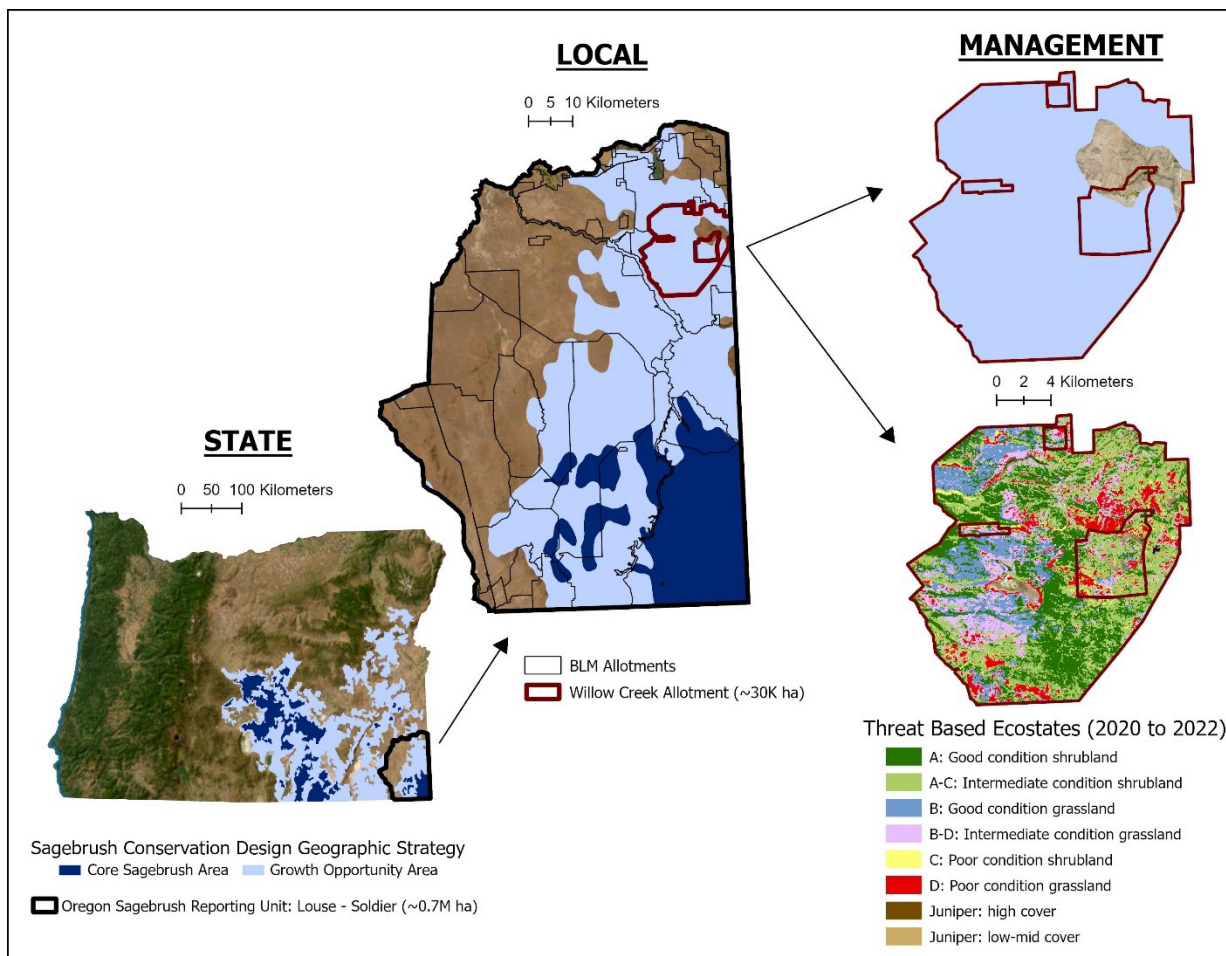 STATE
0 50 100 Kilometers
Sagebrush Conservation Design Geographic Strategy
Core Sagebrush Area
Growth Opportunity Area
Oregon Sagebrush Reporting Unit: Louse - Soldier (~0.7M ha)
LOCAL
0 5 10 Kilometers
BLM Allotments
Willow Creek Allotment (~30K ha)
MANAGEMENT
0 2 4 Kilometers
Threat Based Ecostates (2020 to 2022)
A: Good condition shrubland
A-C: Intermediate condition shrubland
B: Good condition grassland
B-D: Intermediate condition grassland
C: Poor condition shrubland
D: Poor condition grassland
Juniper: high cover
Juniper: low-mid cover